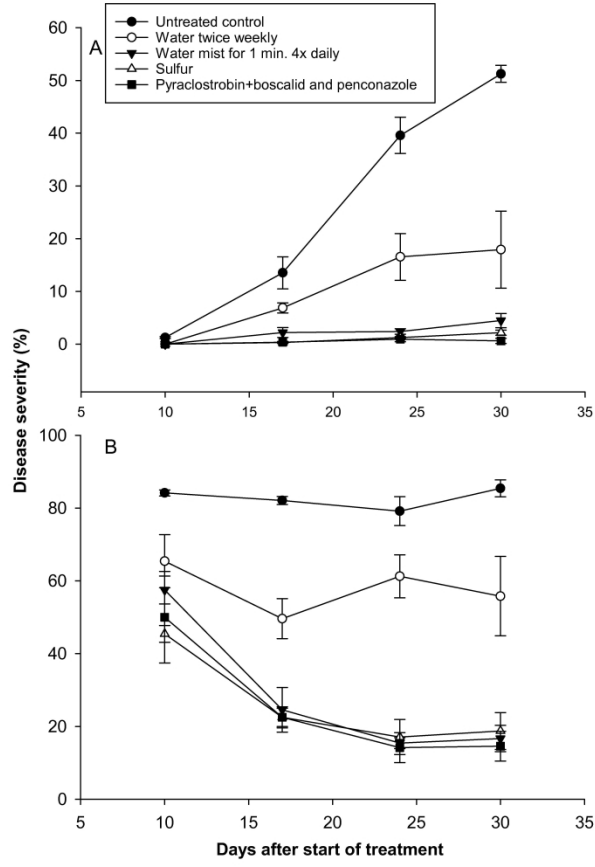 Untreated control
Water twice weekly
Water mist for 1 min. 4x daily
Sulfur
Pyraclostrobin+boscalid and penconazole
A
60
50
40
30
20
10
0
5 10 15 20 25 30 35
Disease severity (%)
B
100
80
60
40
20
0
5 10 15 20 25 30 35
Days after start of treatment